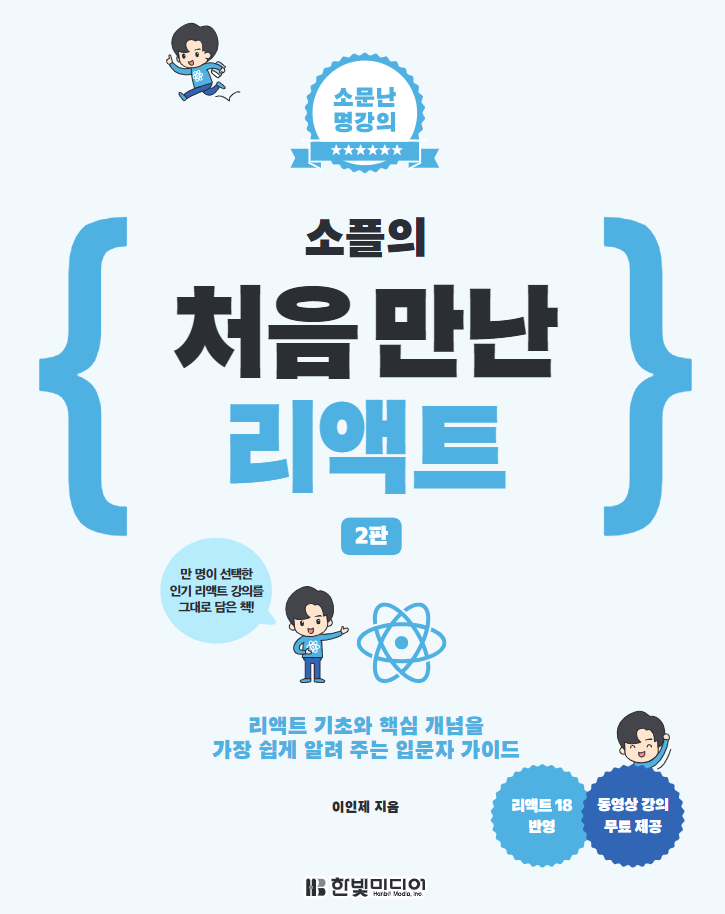 소문난
명강의
소플의
처음 만난
리액트
2판
만 명이 선택한
인기 리액트 강의를
그대로 담은 책!
리액트 기초와 핵심 개념을
가장 쉽게 알려 주는 입문자 가이드
이인제 지음
리액트 18
반영
동영상 강의
무료 제공
HB 한빛미디어
Hanbit Media, Inc.